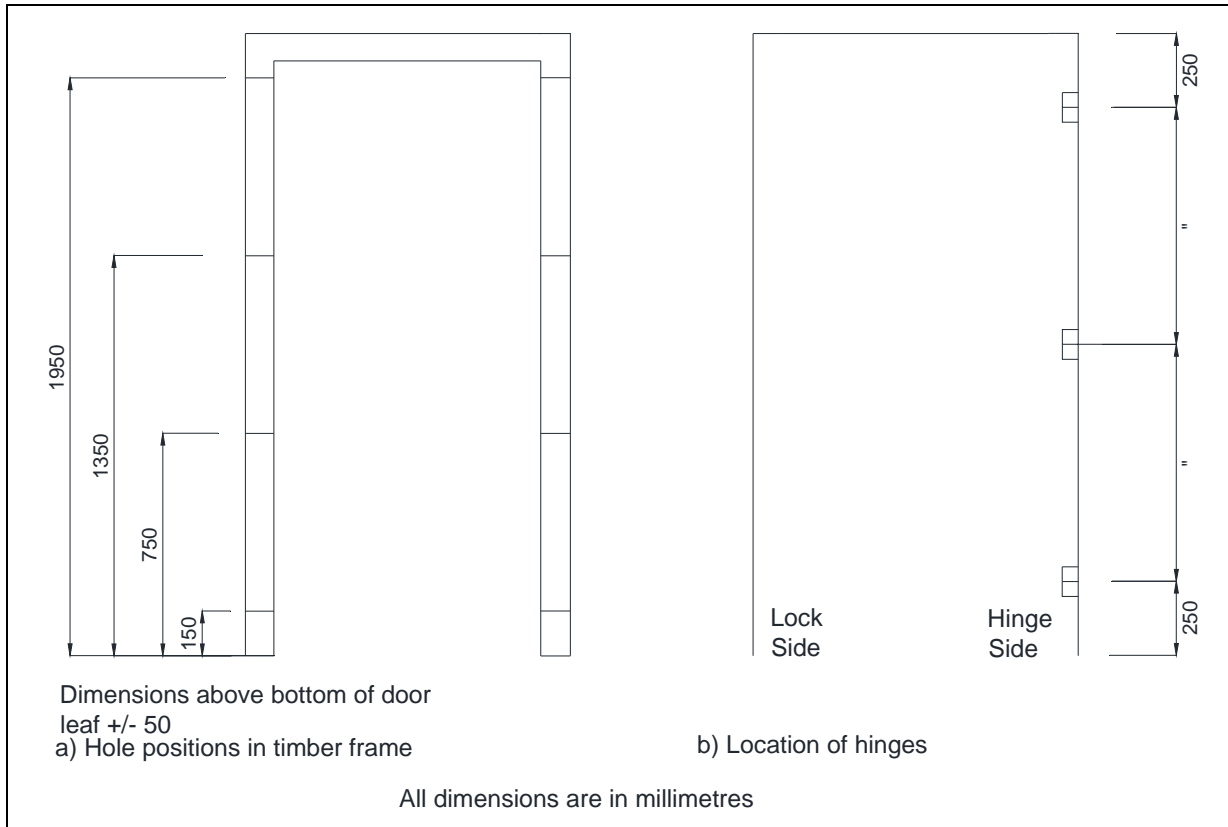 250
"
1950
1350
"
750
150
250
Lock
Side
Hinge
Side
Dimensions above bottom of door
leaf +/- 50
a) Hole positions in timber frame
b) Location of hinges
All dimensions are in millimetres